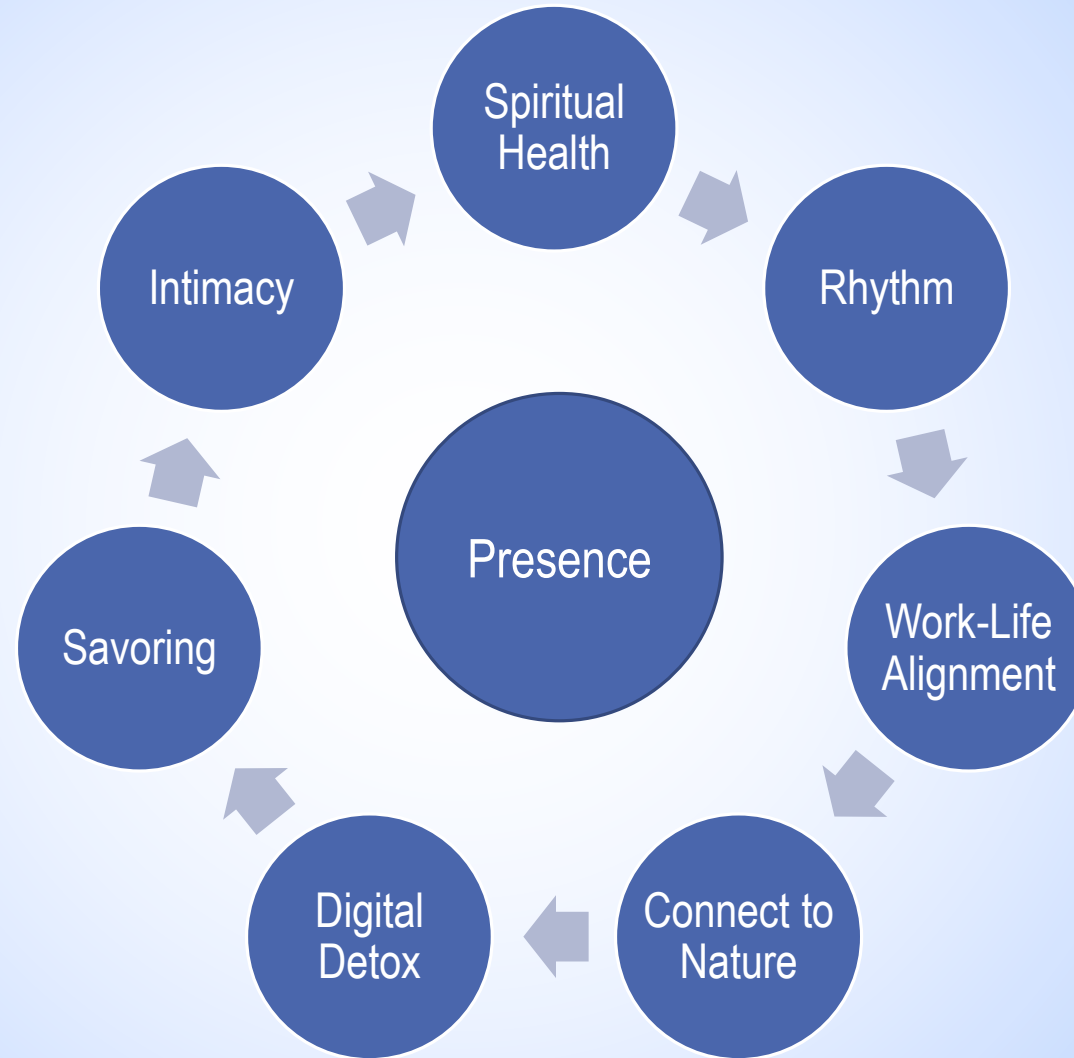 Spiritual
Health
Rhythm
Work-Life
Alignment
Connect to
Nature
Digital
Detox
Savoring
Intimacy
Presence